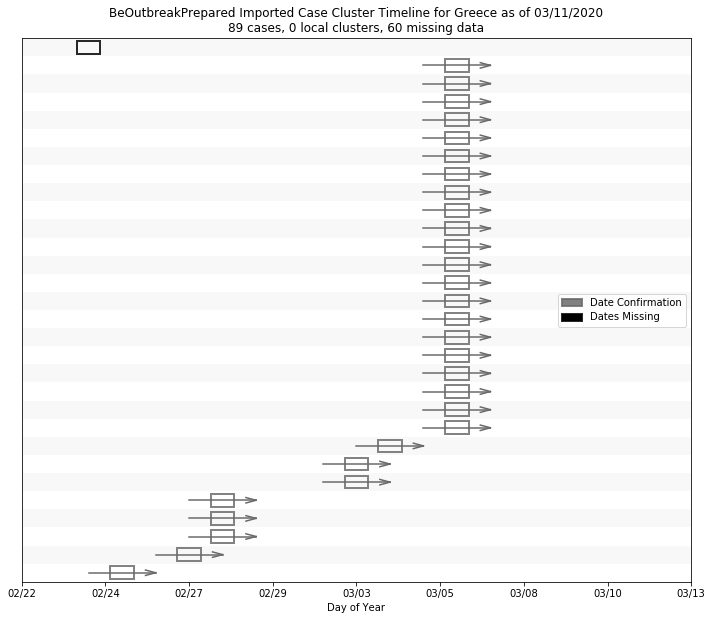 BeOutbreakPrepared Imported Case Cluster Timeline for Greece as of 03/11/2020
89 cases, 0 local clusters, 60 missing data
Date Confirmation
Dates Missing
02/22 02/24 02/27 02/29 03/03 03/05 03/08 03/10 03/13
Day of Year